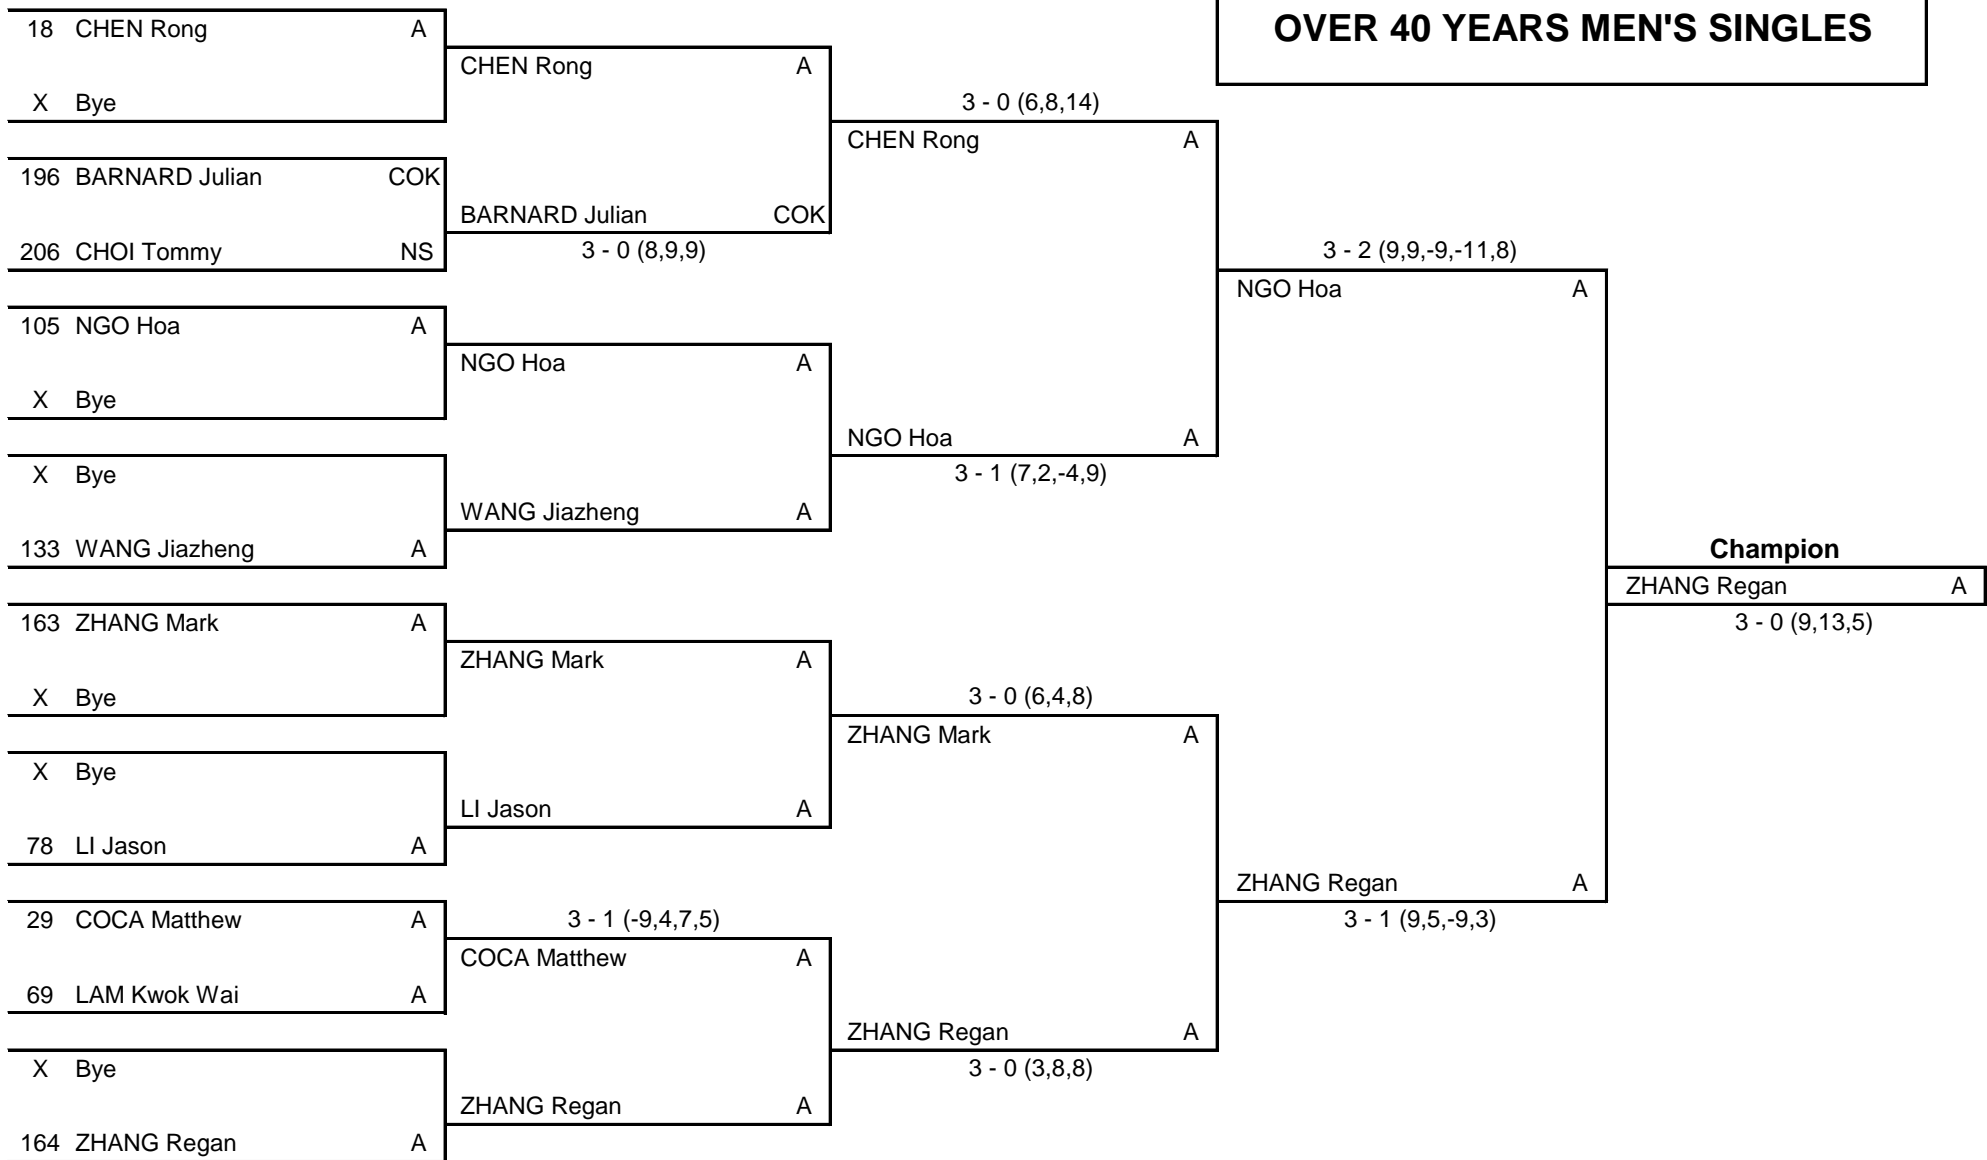 OVER 40 YEARS MEN'S SINGLES
18 CHEN Rong A
CHEN Rong A
X Bye
3 - 0 (6,8,14)
CHEN Rong A
196 BARNARD Julian COK
BARNARD Julian COK
206 CHOI Tommy NS
3 - 0 (8,9,9)
3 - 2 (9,9,-9,-11,8)
NGO Hoa A
105 NGO Hoa A
NGO Hoa A
X Bye
NGO Hoa A
X Bye
3 - 1 (7,2,-4,9)
WANG Jiazheng A
133 WANG Jiazheng A
Champion
ZHANG Regan A
163 ZHANG Mark A
3 - 0 (9,13,5)
ZHANG Mark A
X Bye
3 - 0 (6,4,8)
ZHANG Mark A
X Bye
LI Jason A
78 LI Jason A
ZHANG Regan A
29 COCA Matthew A
3 - 1 (-9,4,7,5)
3 - 1 (9,5,-9,3)
COCA Matthew A
69 LAM Kwok Wai A
ZHANG Regan A
X Bye
3 - 0 (3,8,8)
ZHANG Regan A
164 ZHANG Regan A